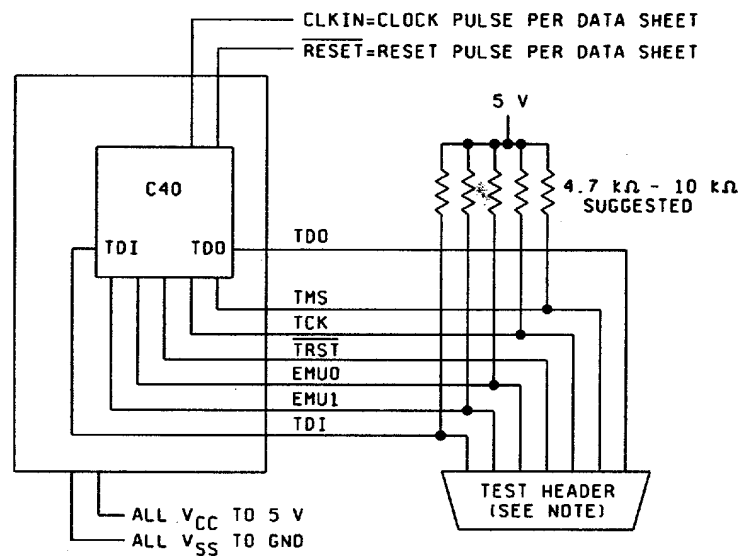 CLKIN=CLOCK PULSE PER DATA SHEET
RESET=RESET PULSE PER DATA SHEET
5 V
C40
4.7 kΩ - 10 kΩ
SUGGESTED
TDI
TDO
TDO
TMS
TCK
TRST
EMU0
EMU1
TDI
TEST HEADER
(SEE NOTE)
ALL VCC TO 5 V
ALL VSS TO GND